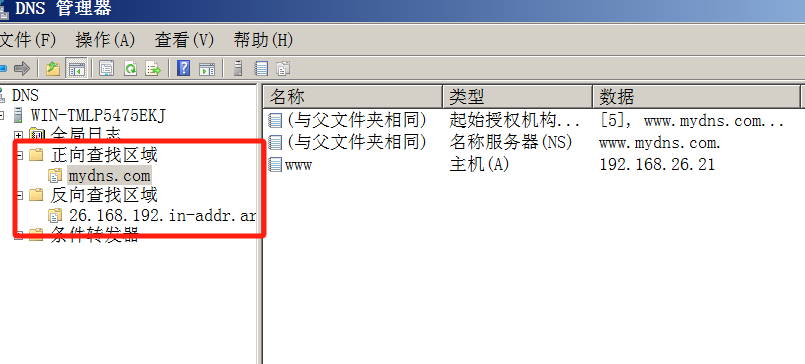 DNS 管理器
文件(F) 操作(A) 查看(V) 帮助(H)
DNS
WIN-TMLP5475EKJ
全局日志
正向查找区域
mydns.com
反向查找区域
26.168.192.in-addr.ar
条件转发器
名称 类型 数据
(与父文件夹相同) 起始授权机构... [5], www.mydns.com...
(与父文件夹相同) 名称服务器(NS) www.mydns.com.
www 主机(A) 192.168.26.21